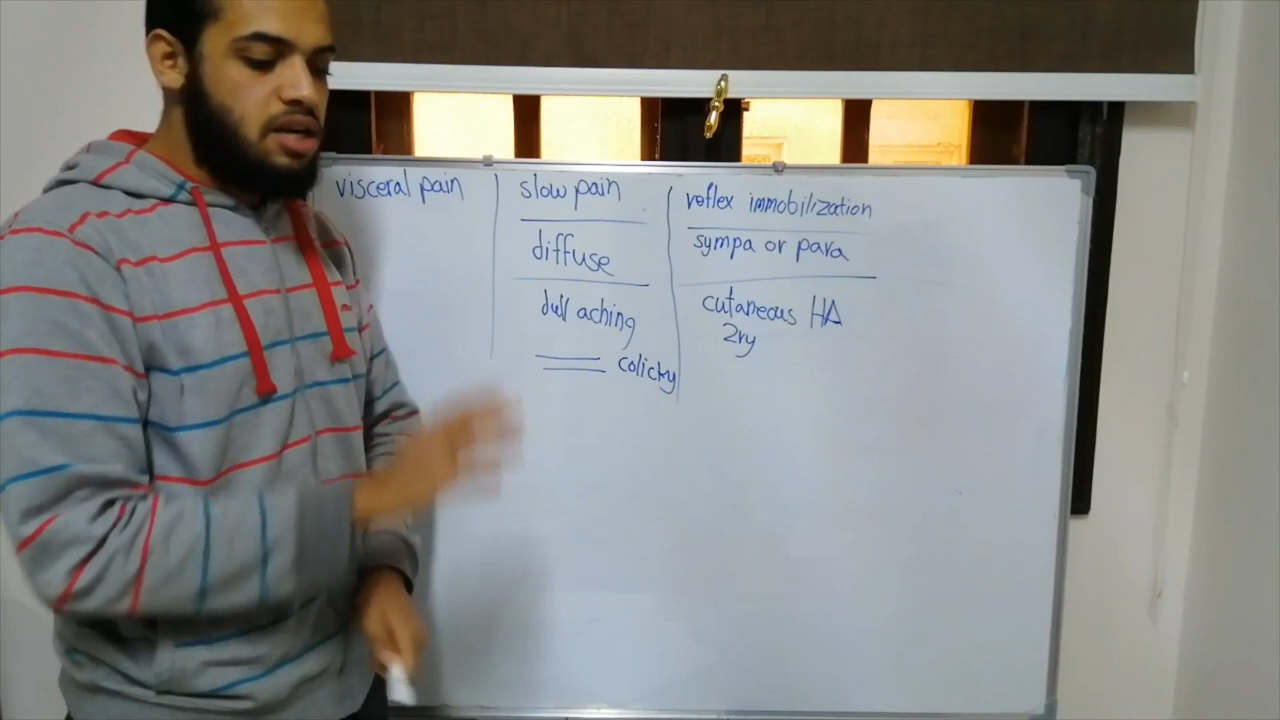 visceral pain
slow pain
diffuse
dull aching
colicky
reflex immobilization
sympa or para
cutaneous HA
2ry